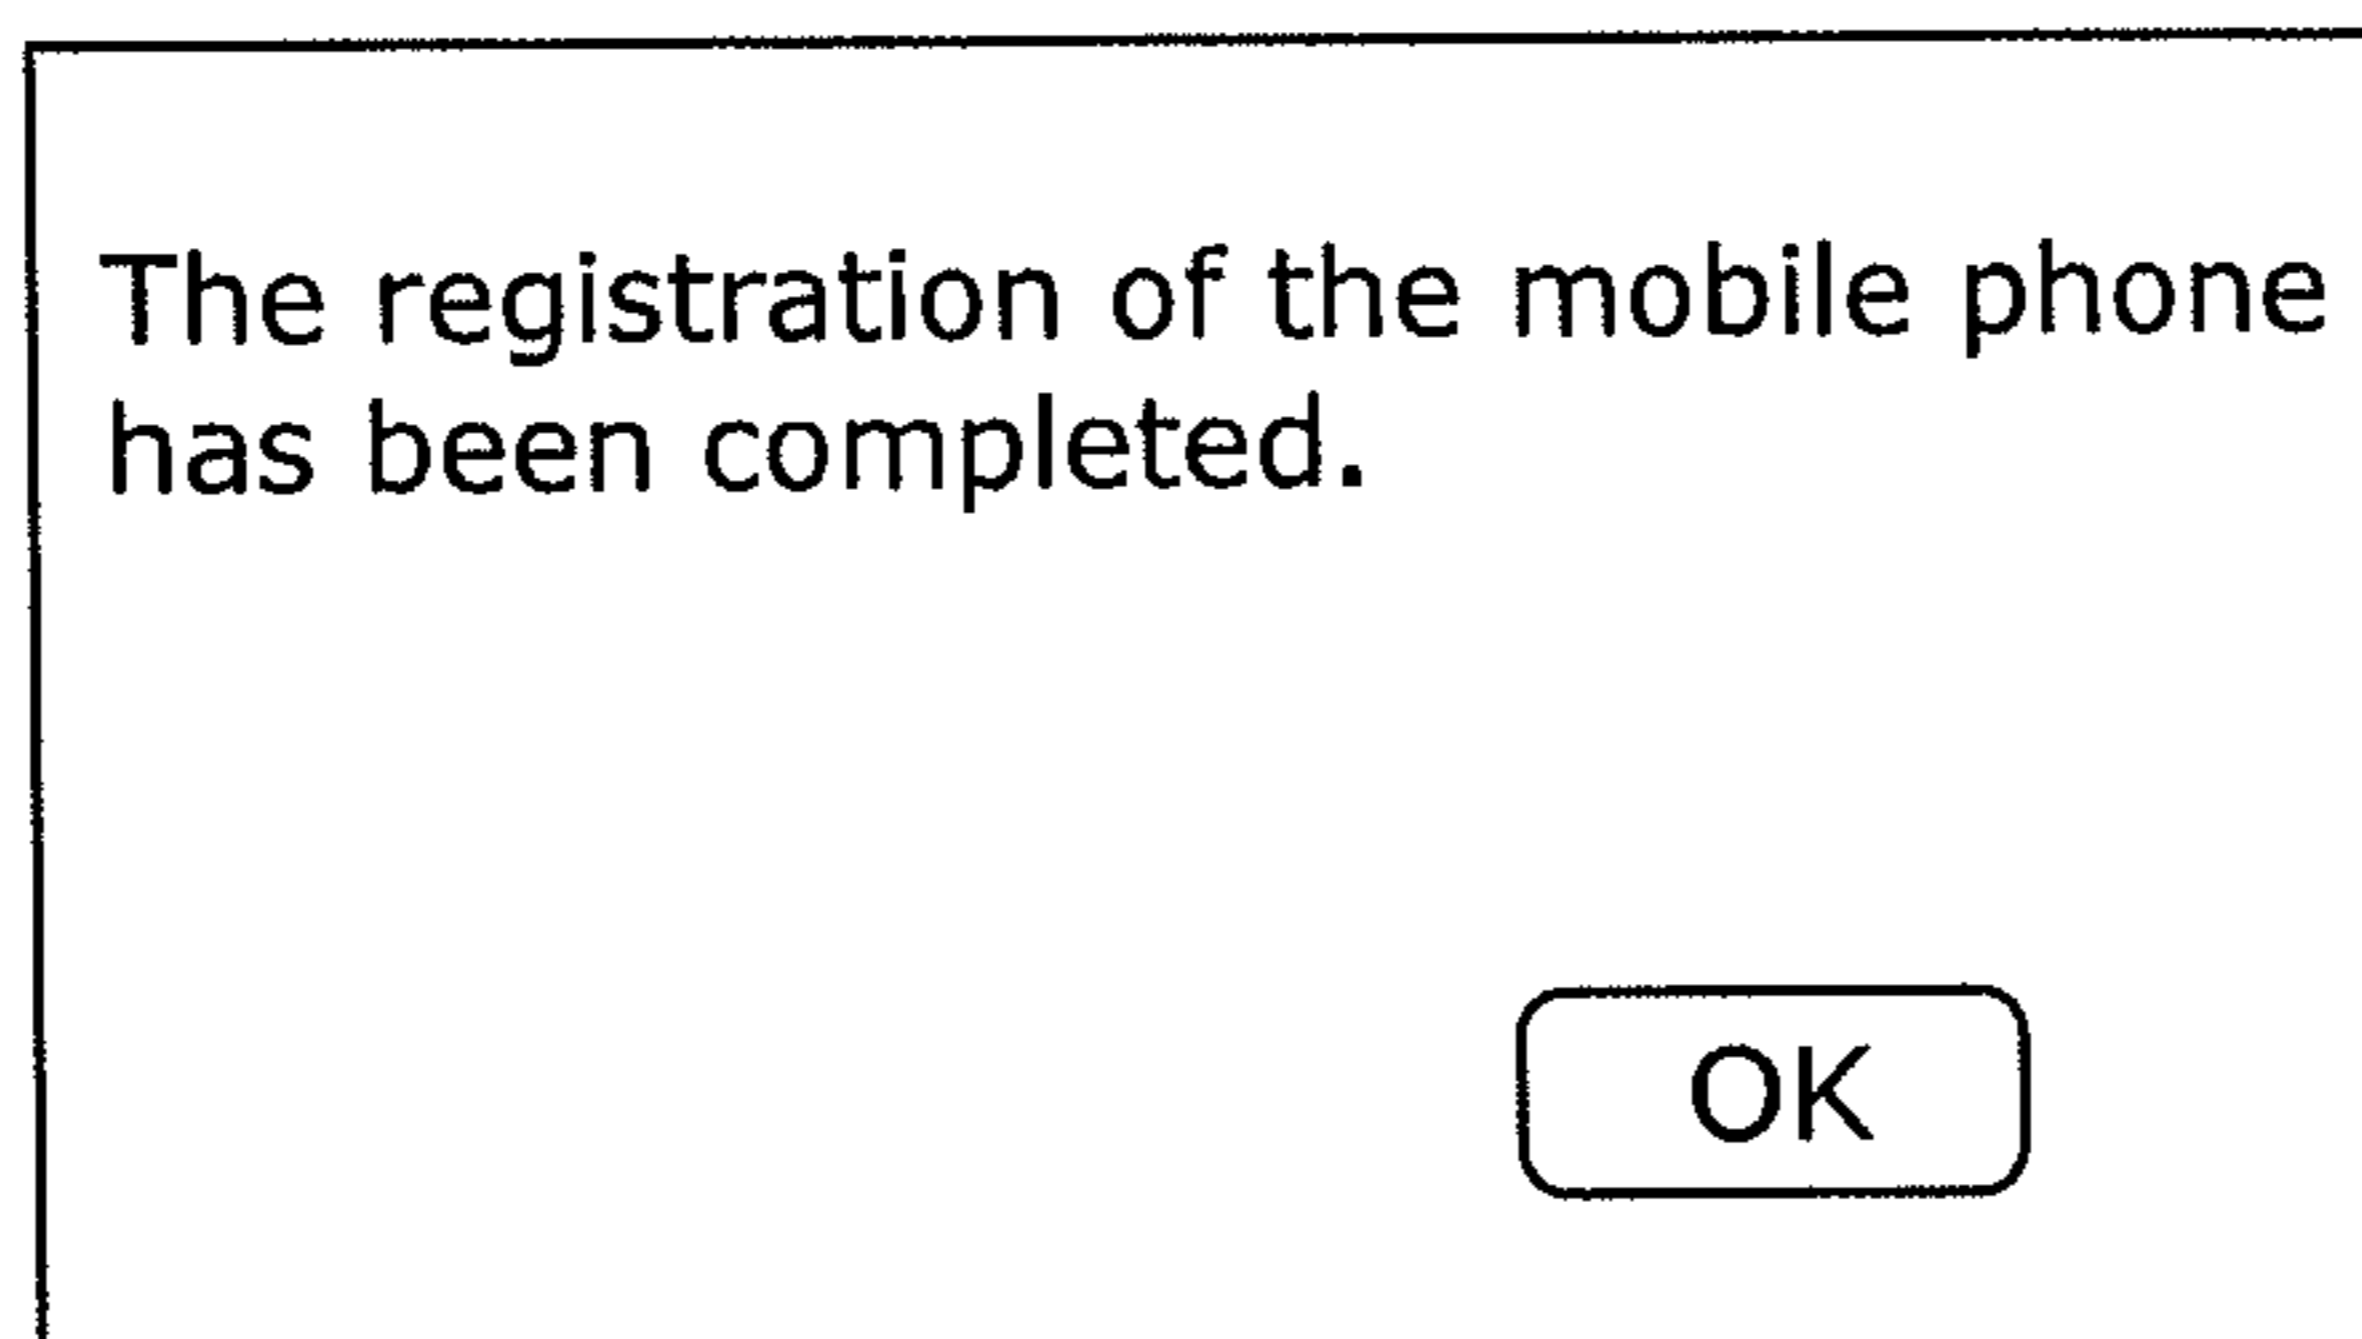 The registration of the mobile phone
has been completed.
OK